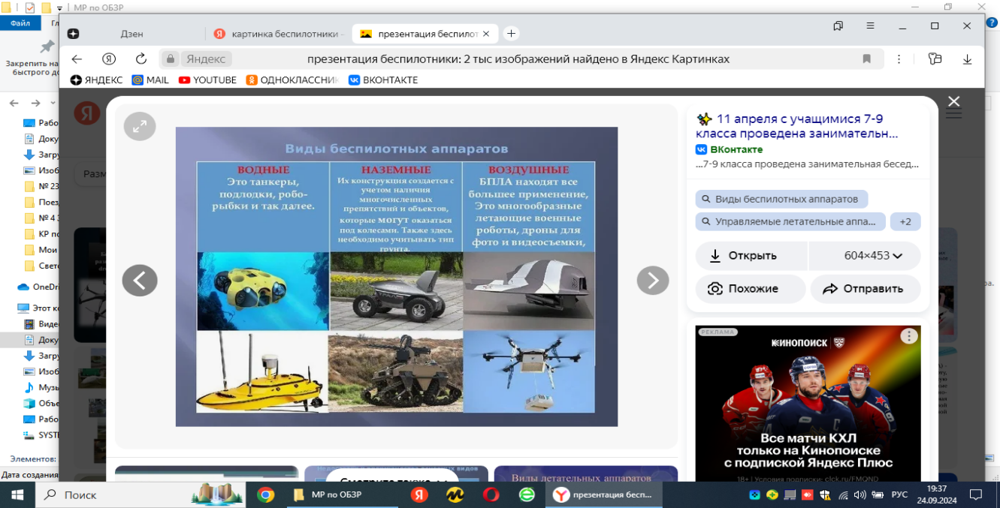 МР по ОБЗР
Файл
Гл
Дзен
картинка беспилотники -
презентация беспилот
Закрепить на
быстрого до
Яндекс
презентация беспилотники: 2 тыс изображений найдено в Яндекс Картинках
ЯНДЕКС
MAIL
YOUTUBE
ОДНОКЛАССНИК
ВКОНТАКТЕ
Рабо
Доку
Загру
Изоб
№ 23
Поез
№ 4 З
КР по
Мои
Свето
OneDri
Этот ко
Видео
Доку
Загру
Изоб
Музы
Объе
Рабо
SYSTE
Элементов:
Дата создания
Разм
Виды беспилотных аппаратов
ВОДНЫЕ
Это танкеры,
подлодки, робо-
рыбки и так далее.
НАЗЕМНЫЕ
Их конструкция создается с
учетом наличия
многочисленных
препятствий и объектов,
которые могут оказаться
под колесами. Также здесь
необходимо учитывать тип
грунта.
ВОЗДУШНЫЕ
БПЛА находят все
большее применение,
Это многообразные
летающие военные
роботы, дроны для
фото и видеосъемки,
11 апреля с учащимися 7-9
класса проведена занимательн...
ВКонтакте
...7-9 класса проведена занимательная бесед...
Виды беспилотных аппаратов
Управляемые летательные аппа...
+2
Открыть
604×453
Похожие
Отправить
РЕКЛАМА
КИНОПОИСК
Все матчи КХЛ
только на Кинопоиске
с подпиской Яндекс Плюс
18+ | Условия подписки: clck.ru/FMQND
Смотрите также
Виды летательных аппаратов
Поиск
МР по ОБЗР
презентация бесп...
РУС
19:37
24.09.2024